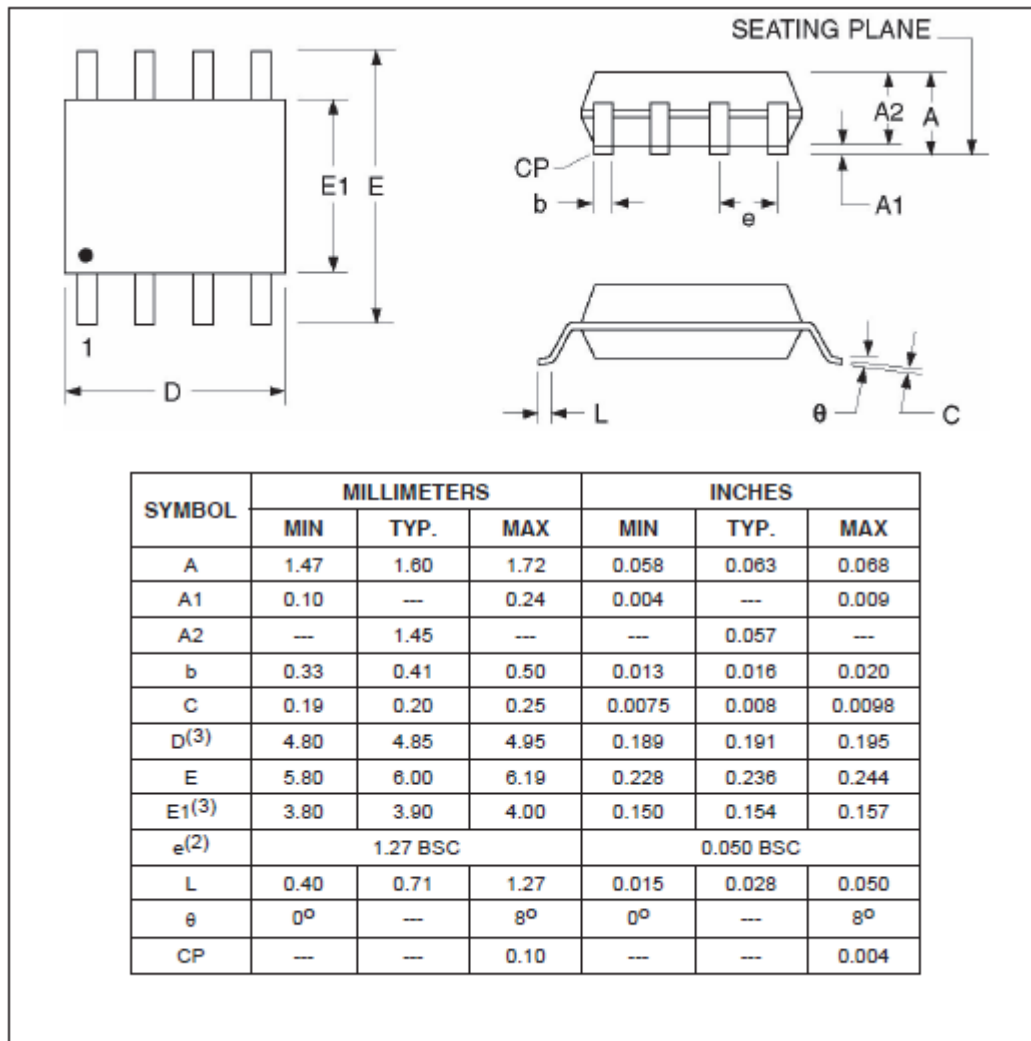 SEATING PLANE
A2 A
E1 E
CP
b e A1
1
D
L θ C
SYMBOL MILLIMETERS INCHES
MIN TYP. MAX MIN TYP. MAX
A 1.47 1.60 1.72 0.058 0.063 0.068
A1 0.10 --- 0.24 0.004 --- 0.009
A2 --- 1.45 --- --- 0.057 ---
b 0.33 0.41 0.50 0.013 0.016 0.020
C 0.19 0.20 0.25 0.0075 0.008 0.0098
D(3) 4.80 4.85 4.95 0.189 0.191 0.195
E 5.80 6.00 6.19 0.228 0.236 0.244
E1(3) 3.80 3.90 4.00 0.150 0.154 0.157
e(2) 1.27 BSC 0.050 BSC
L 0.40 0.71 1.27 0.015 0.028 0.050
θ 0º --- 8º 0º --- 8º
CP --- --- 0.10 --- --- 0.004